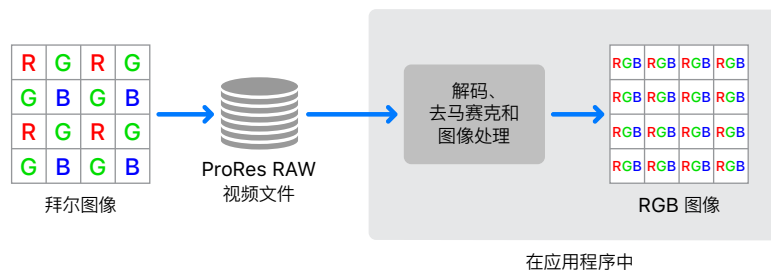 R G R G
G B G B
R G R G
G B G B
拜尔图像
ProRes RAW
视频文件
解码、
去马赛克和
图像处理
RGB RGB RGB RGB
RGB RGB RGB RGB
RGB RGB RGB RGB
RGB RGB RGB RGB
RGB 图像
在应用程序中